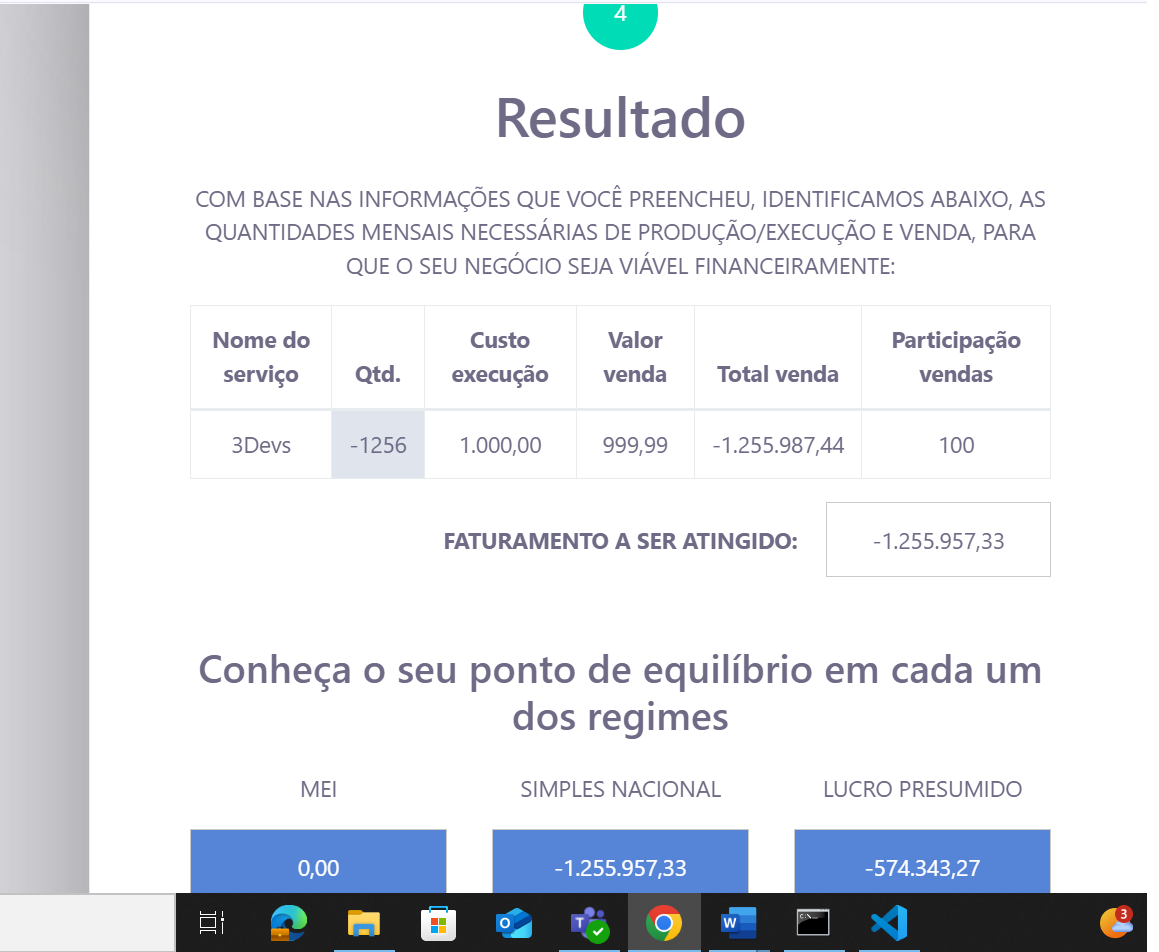 4
Resultado
COM BASE NAS INFORMAÇÕES QUE VOCÊ PREENCHEU, IDENTIFICAMOS ABAIXO, AS
QUANTIDADES MENSAIS NECESSÁRIAS DE PRODUÇÃO/EXECUÇÃO E VENDA, PARA
QUE O SEU NEGÓCIO SEJA VIÁVEL FINANCEIRAMENTE:
Nome do serviço Qtd. Custo execução Valor venda Total venda Participação vendas
3Devs -1256 1.000,00 999,99 -1.255.987,44 100
FATURAMENTO A SER ATINGIDO: -1.255.957,33
Conheça o seu ponto de equilíbrio em cada um
dos regimes
MEI SIMPLES NACIONAL LUCRO PRESUMIDO
0,00 -1.255.957,33 -574.343,27
3